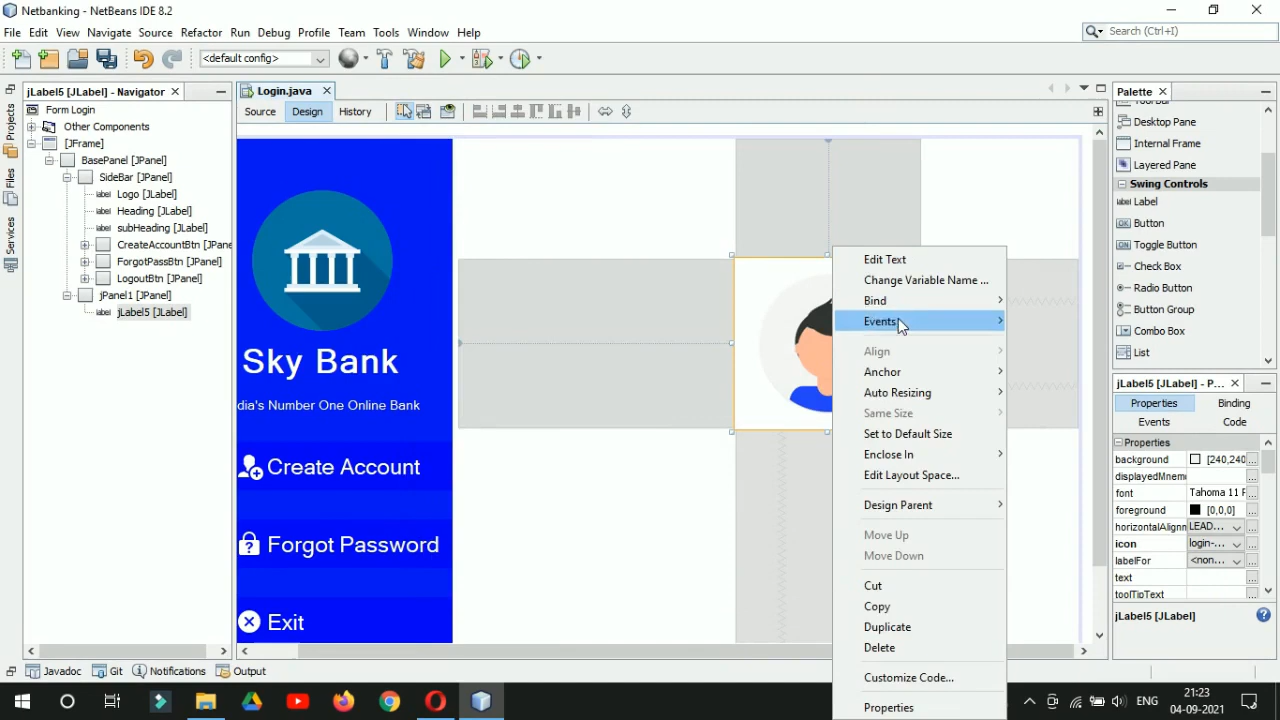 Netbanking - NetBeans IDE 8.2
File Edit View Navigate Source Refactor Run Debug Profile Team Tools Window Help
Search (Ctrl+I)
<default config>
jLabel5 [JLabel] - Navigator
Form Login
Other Components
[JFrame]
BasePanel [JPanel]
SideBar [JPanel]
Logo [JLabel]
Heading [JLabel]
subHeading [JLabel]
CreateAccountBtn [JPane
ForgotPassBtn [JPanel]
LogoutBtn [JPanel]
jPanel1 [JPanel]
jLabel5 [JLabel]
Projects
Files
Services
Login.java
Source Design History
Sky Bank
dia's Number One Online Bank
Create Account
Forgot Password
Exit
Edit Text
Change Variable Name ...
Bind
Events
Align
Anchor
Auto Resizing
Same Size
Set to Default Size
Enclose In
Edit Layout Space...
Design Parent
Move Up
Move Down
Cut
Copy
Duplicate
Delete
Customize Code...
Properties
Palette
Desktop Pane
Internal Frame
Layered Pane
Swing Controls
label Label
OK Button
ON Toggle Button
Check Box
Radio Button
Button Group
Combo Box
List
jLabel5 [JLabel] - P...
Properties Binding
Events Code
Properties
background [240,240 ...
displayedMnem ...
font Tahoma 11 P ...
foreground [0,0,0] ...
horizontalAlignm LEAD... ...
icon login-... ...
labelFor <non... ...
text ...
toolTipText ...
jLabel5 [JLabel]
Javadoc Git Notifications Output
ENG
21:23
04-09-2021